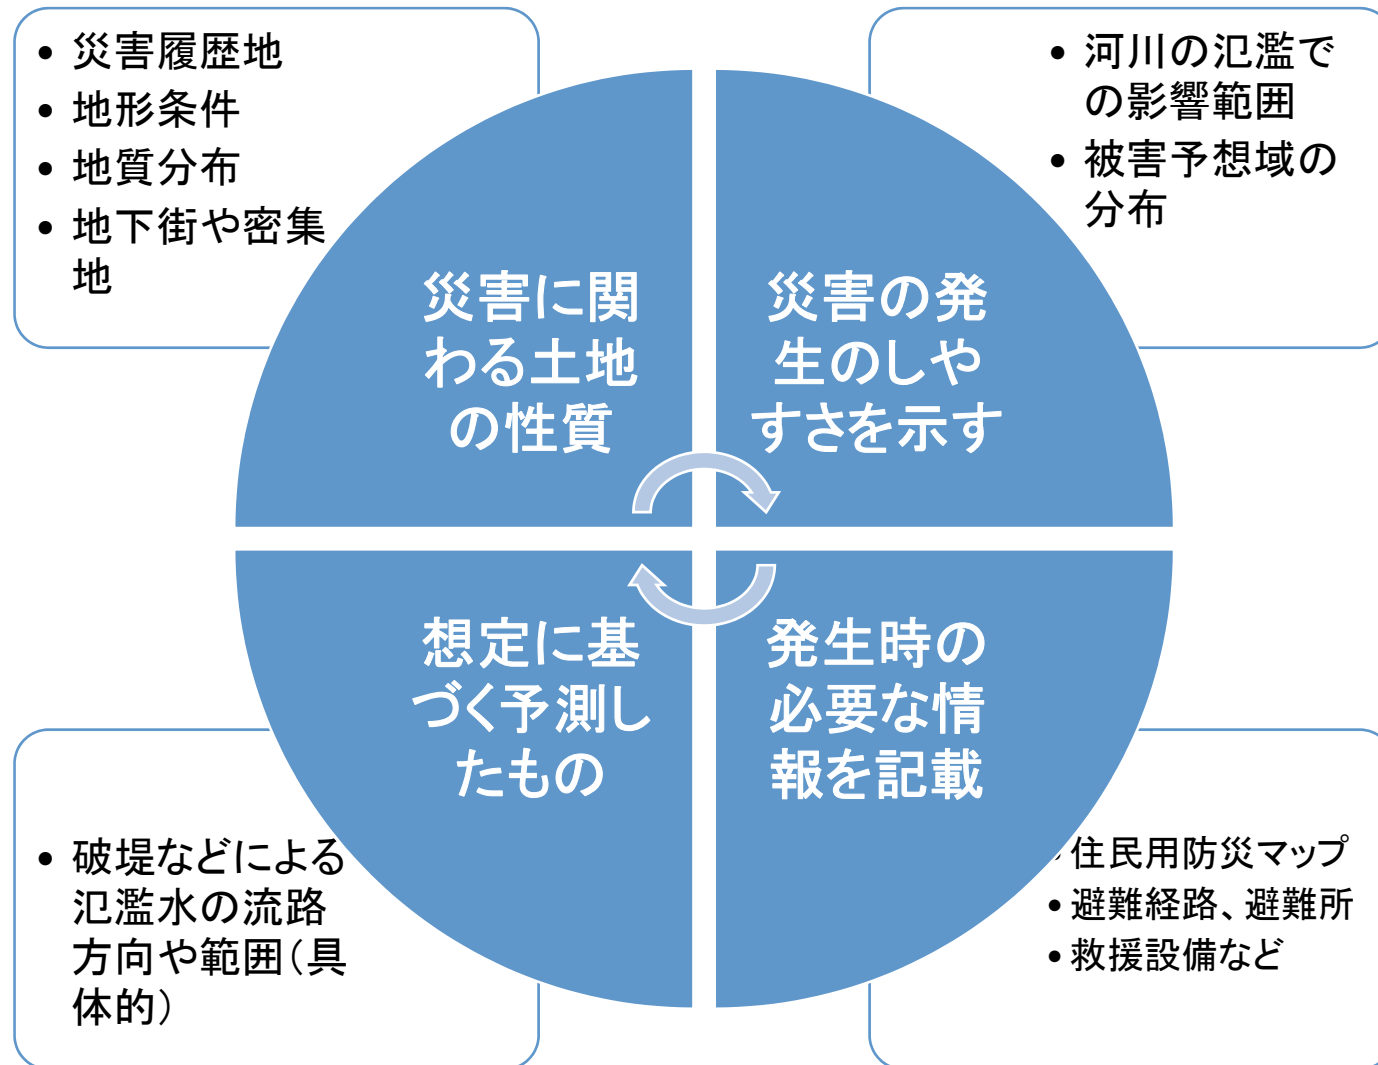 災害履歴地
地形条件
地質分布
地下街や密集
地
河川の氾濫で
の影響範囲
被害予想域の
分布
災害に関
わる土地
の性質
災害の発
生のしや
すさを示す
想定に基
づく予測し
たもの
発生時の
必要な情
報を記載
破堤などによる
氾濫水の流路
方向や範囲(具
体的)
住民用防災マップ
避難経路、避難所
救援設備など